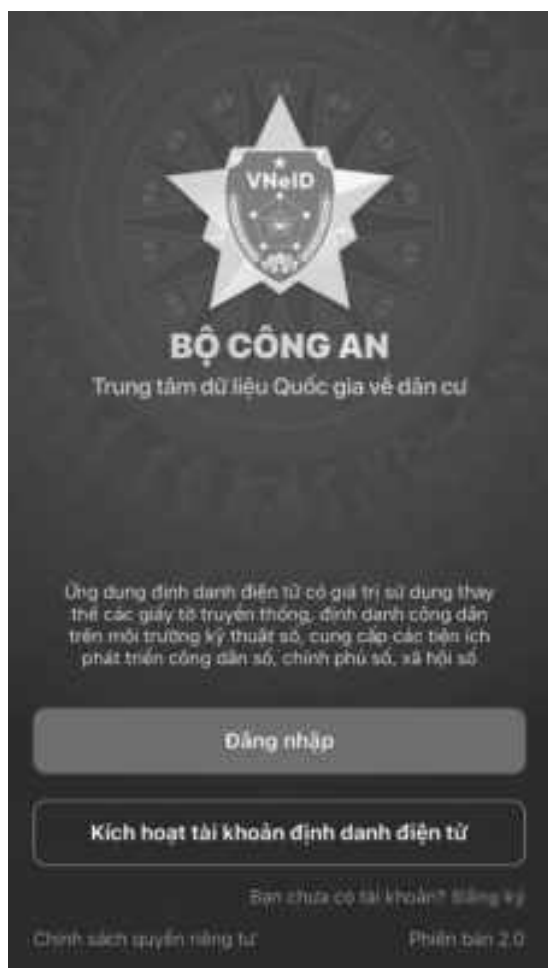 VNeID
BỘ CÔNG AN
Trung tâm dữ liệu Quốc gia về dân cư
Ứng dụng định danh điện tử có giá trị sử dụng thay
thế các giấy tờ truyền thống, định danh công dân
trên môi trường kỹ thuật số, cung cấp các tiện ích
phát triển công dân số, chính phủ số, xã hội số
Đăng nhập
Kích hoạt tài khoản định danh điện tử
Bạn chưa có tài khoản? Đăng ký
Chính sách quyền riêng tư Phiên bản 2.0